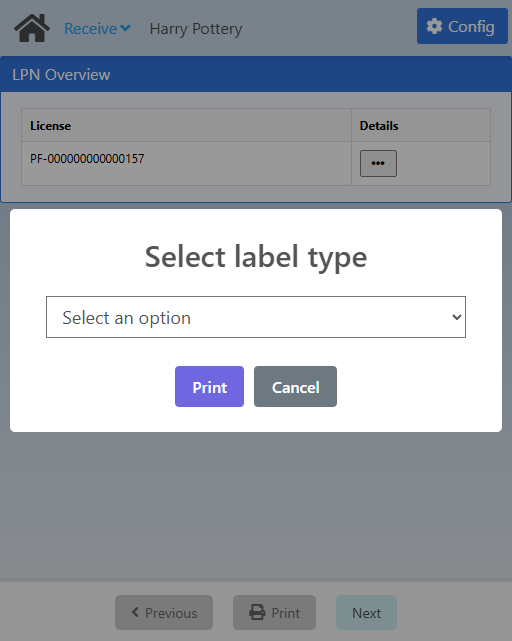 Receive Harry Pottery Config
LPN Overview
License Details
PF-000000000000157
Select label type
Select an option
Print Cancel
Previous Print Next